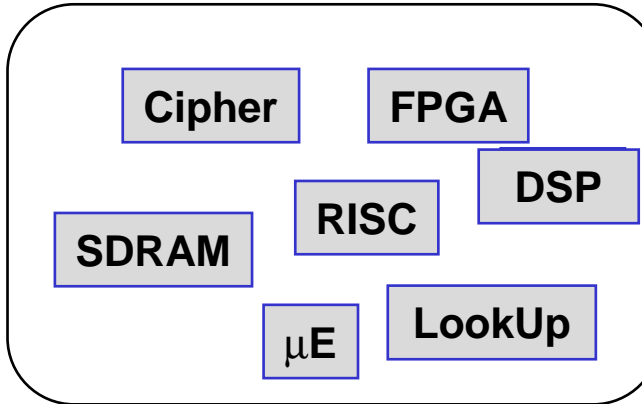 Cipher
FPGA
DSP
RISC
SDRAM
LookUp
μE